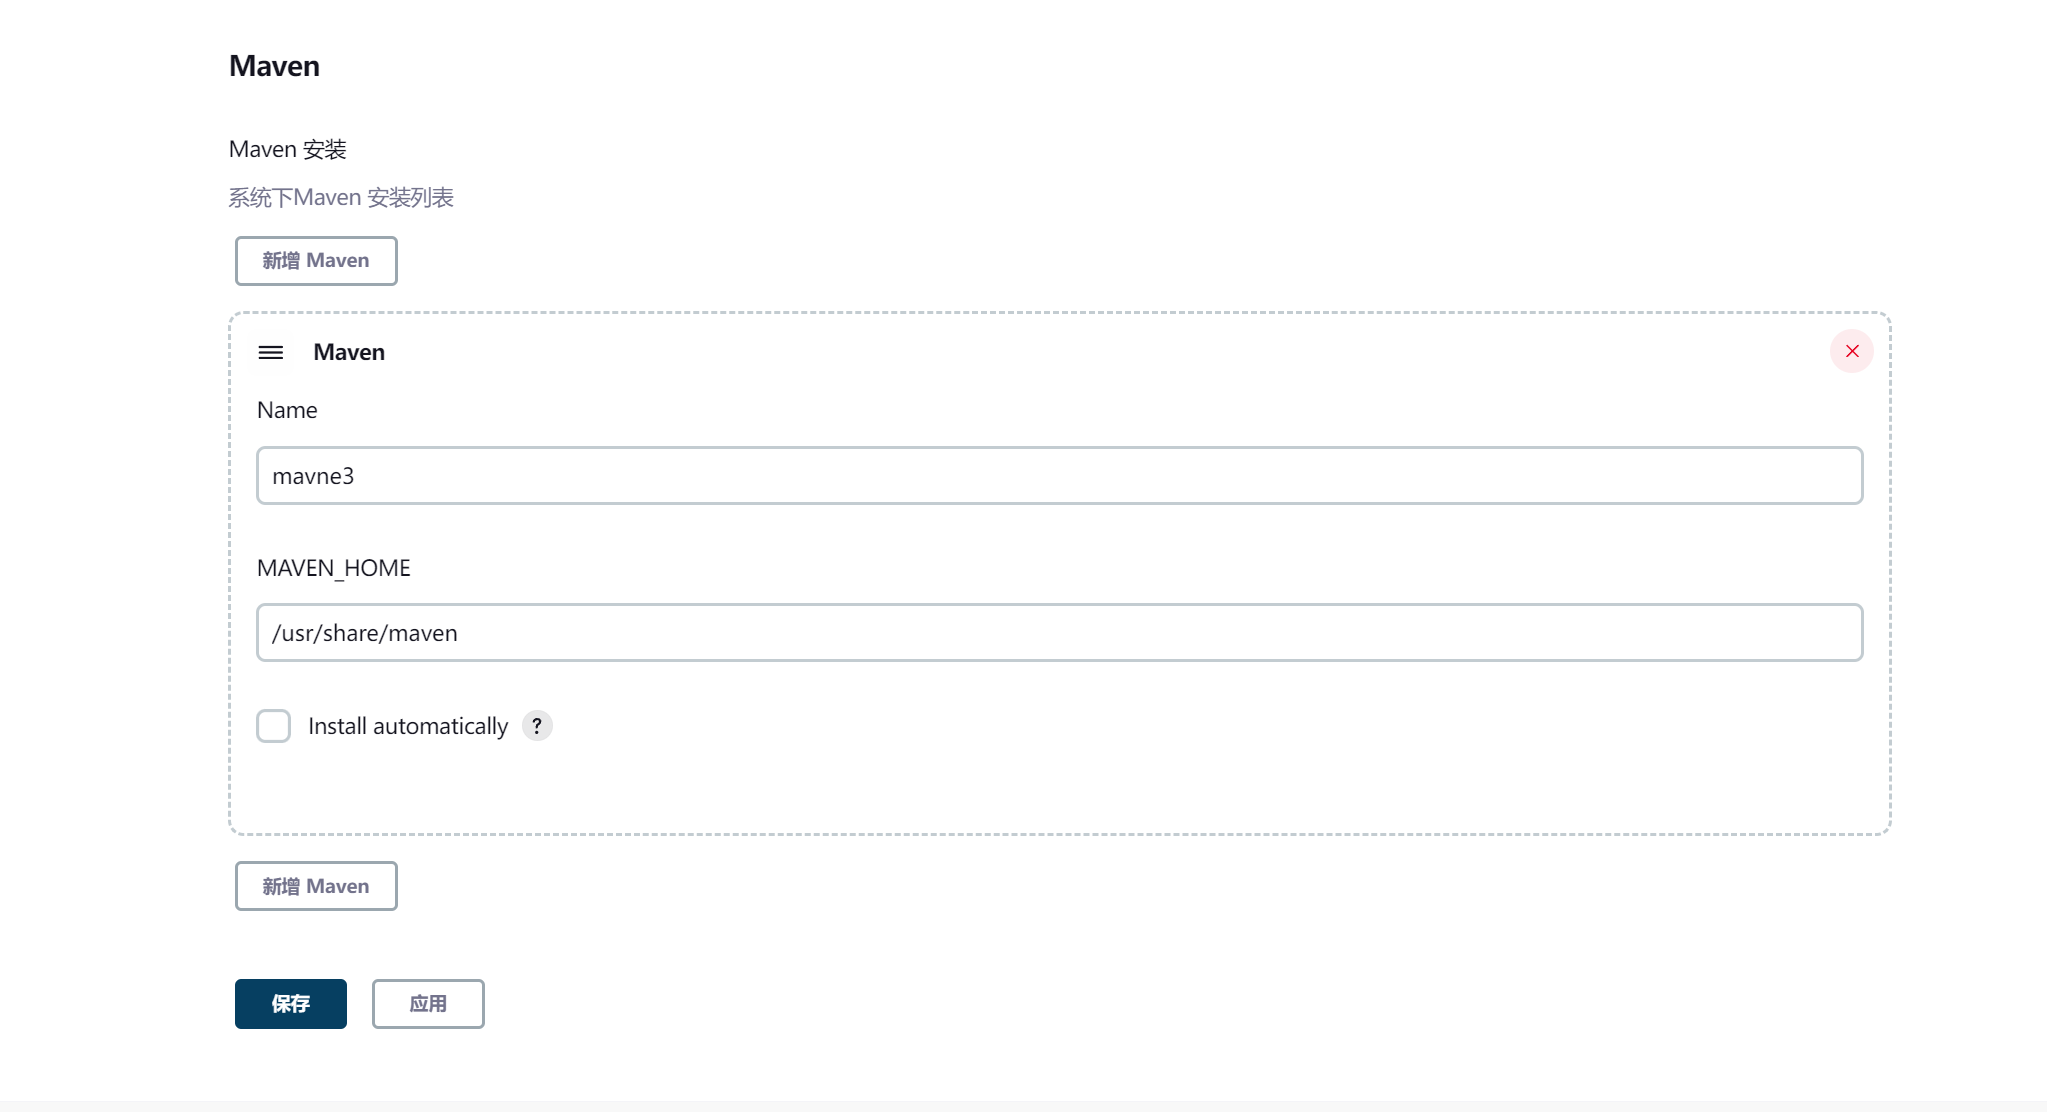 Maven
Maven 安装
系统下Maven 安装列表
新增 Maven
Maven
Name
mavne3
MAVEN_HOME
/usr/share/maven
Install automatically ?
新增 Maven
保存 应用